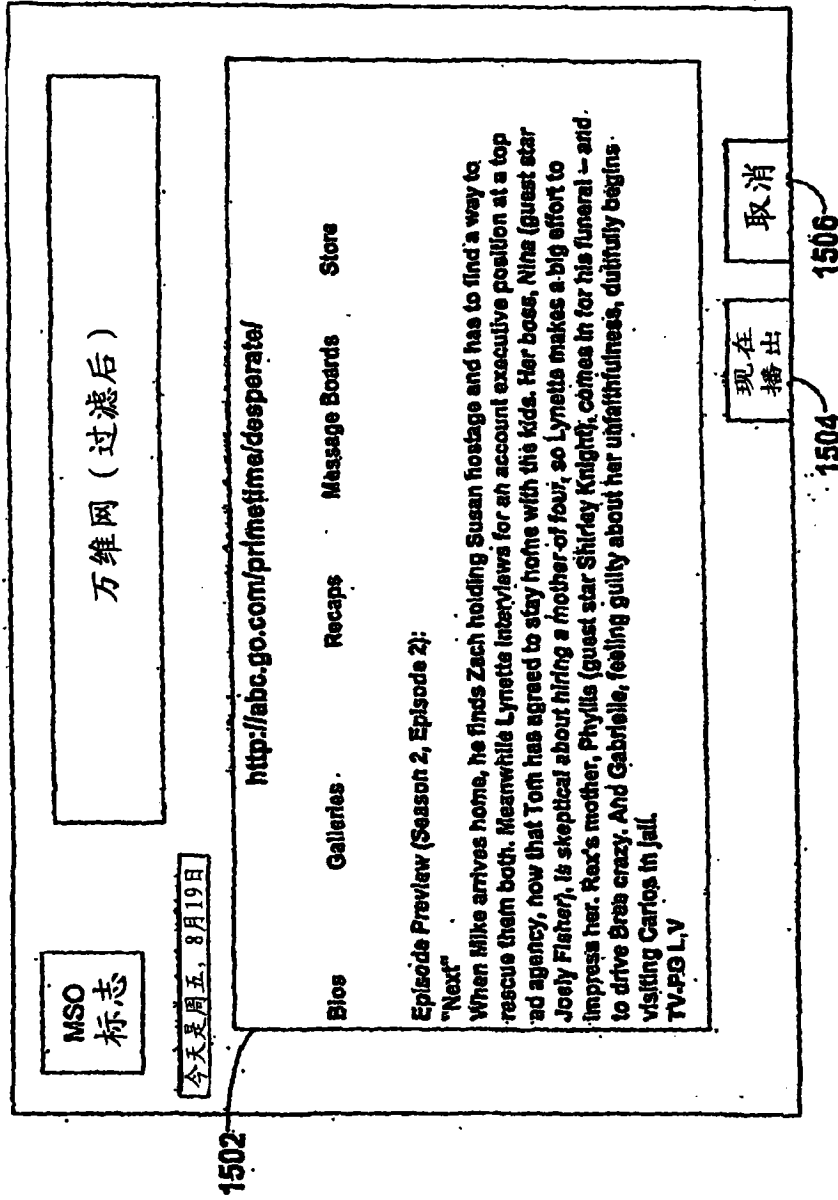 MSO
标志
万维网（过滤后）
今天是周五，8月19日
http://abc.go.com/primetime/desperate/
Bios Galleries Recaps Message Boards Store
Episode Preview (Season 2, Episode 2):
"Next"
When Mike arrives home, he finds Zach holding Susan hostage and has to find a way to
rescue them both. Meanwhile Lynette interviews for an account executive position at a top
ad agency, now that Tom has agreed to stay home with the kids. Her boss, Nina (guest star
Joely Fisher), is skeptical about hiring a mother of four, so Lynette makes a big effort to
impress her. Rex's mother, Phyllis (guest star Shirley Knight), comes in for his funeral – and
to drive Bree crazy. And Gabrielle, feeling guilty about her unfaithfulness, dutifully begins
visiting Carlos in jail.
TV-PG L,V
现在
播出
取消
1502
1504
1506